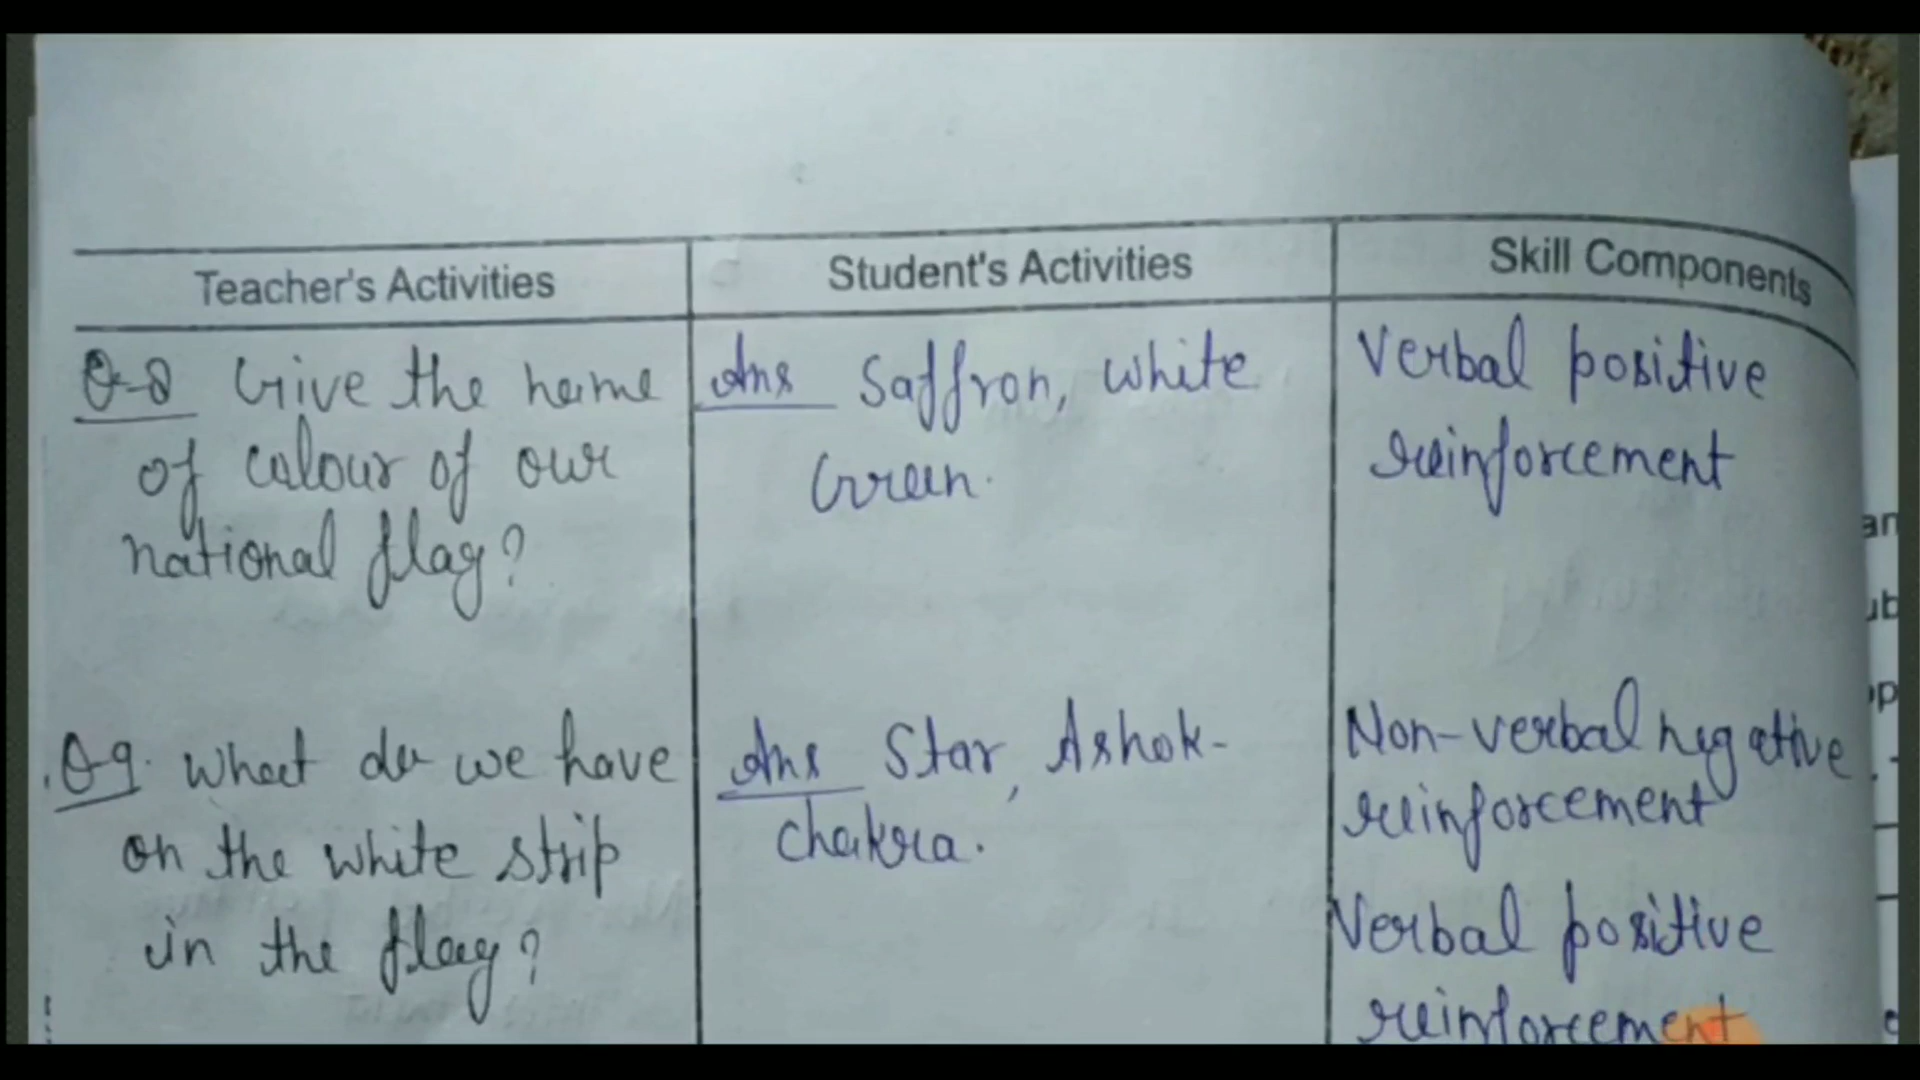 Teacher's Activities
Student's Activities
Skill Components
Q-8 Give the name
of colour of our
national flag?
Ans Saffron, White
Green.
Verbal positive
reinforcement
Q9. What do we have
on the white strip
in the flag?
Ans Star, Ashok-
chakra.
Non-verbal negative
reinforcement
Verbal positive
reinforcement